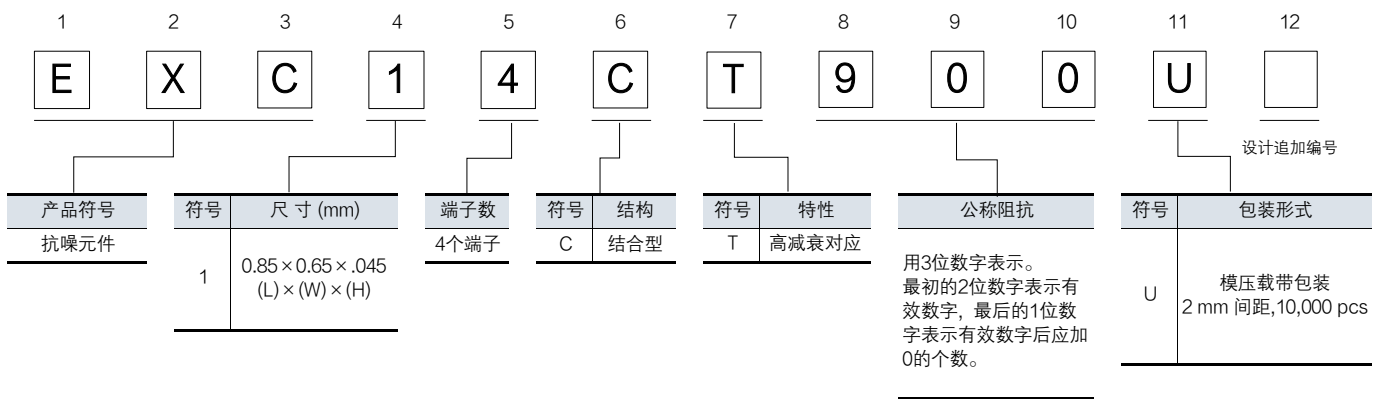 1 2 3 4 5 6 7 8 9 10 11 12
E X C 1 4 C T 9 0 0 U
设计追加编号
产品符号
抗噪元件
符号 尺 寸 (mm)
1 0.85×0.65×.045
(L)×(W)×(H)
端子数
4个端子
符号 结构
C 结合型
符号 特性
T 高减衰对应
公称阻抗
用3位数字表示。
最初的2位数字表示有
效数字, 最后的1位数
字表示有效数字后应加
0的个数。
符号 包装形式
U 模压载带包装
2 mm 间距,10,000 pcs